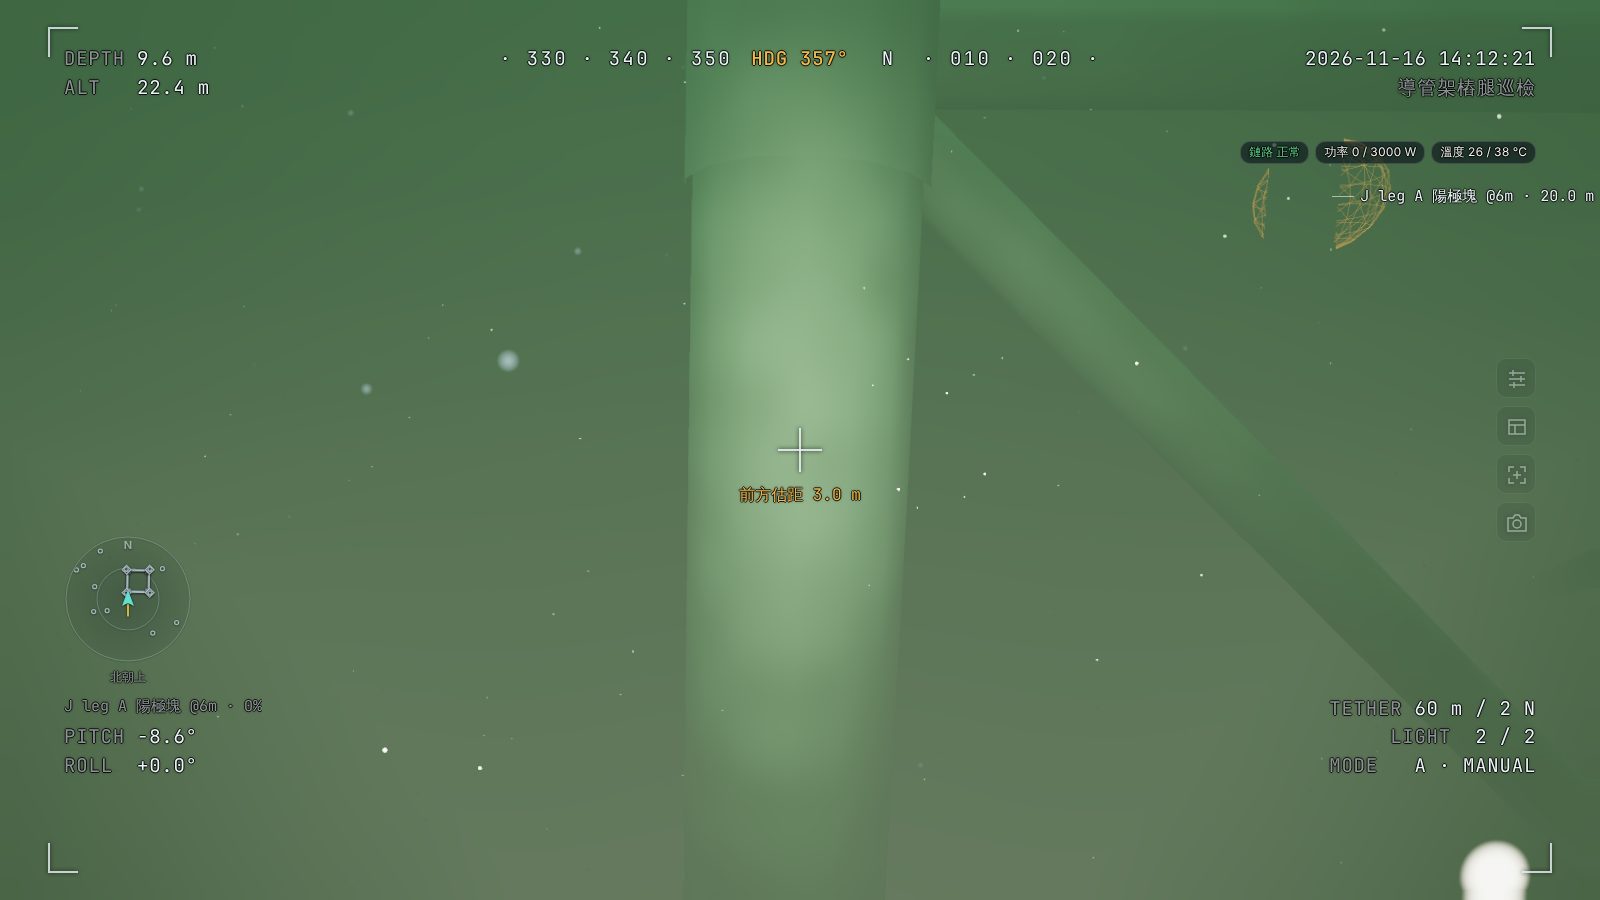 DEPTH 9.6 m
ALT 22.4 m
· 330 · 340 · 350 HDG 357° N · 010 · 020 ·
2026-11-16 14:12:21
導管架樁腿巡檢
鏈路 正常
功率 0 / 3000 W
溫度 26 / 38 °C
J leg A 陽極塊 @6m · 20.0 m
前方估距 3.0 m
N
北朝上
J leg A 陽極塊 @6m · 0%
PITCH -8.6°
ROLL +0.0°
TETHER 60 m / 2 N
LIGHT 2 / 2
MODE A · MANUAL